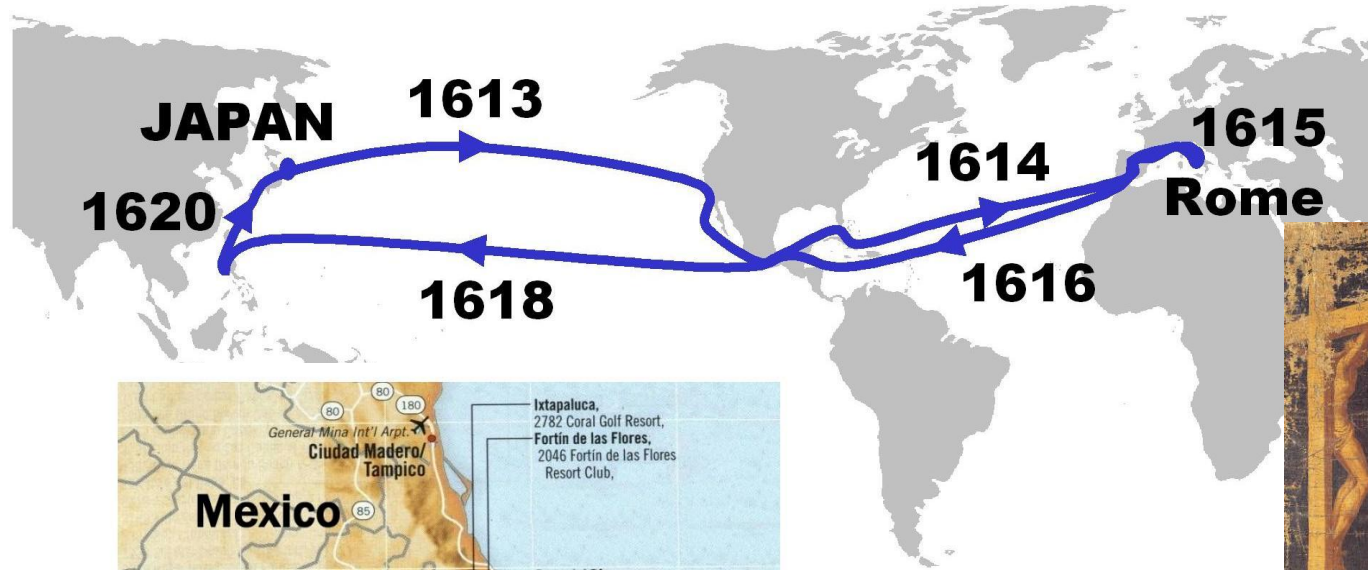 1613
JAPAN
1615
1614
Rome
1620
1616
1618
80
80
180
General Mina Int'l Arpt.
Ciudad Madero/
Tampico
Mexico
85
Ixtapaluca,
2782 Coral Golf Resort,
Fortín de las Flores,
2046 Fortín de las Flores
Resort Club,